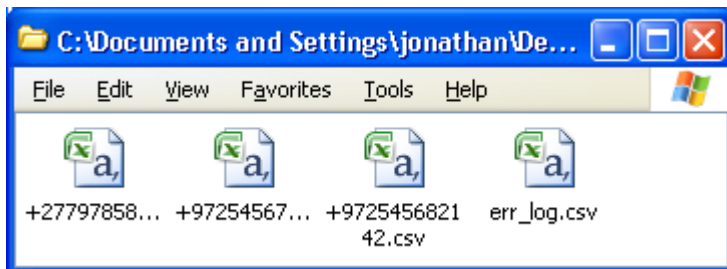 C:\Documents and Settings\jonathan\De...
File Edit View Favorites Tools Help
+27797858... +97254567... +9725456821 err_log.csv
42.csv